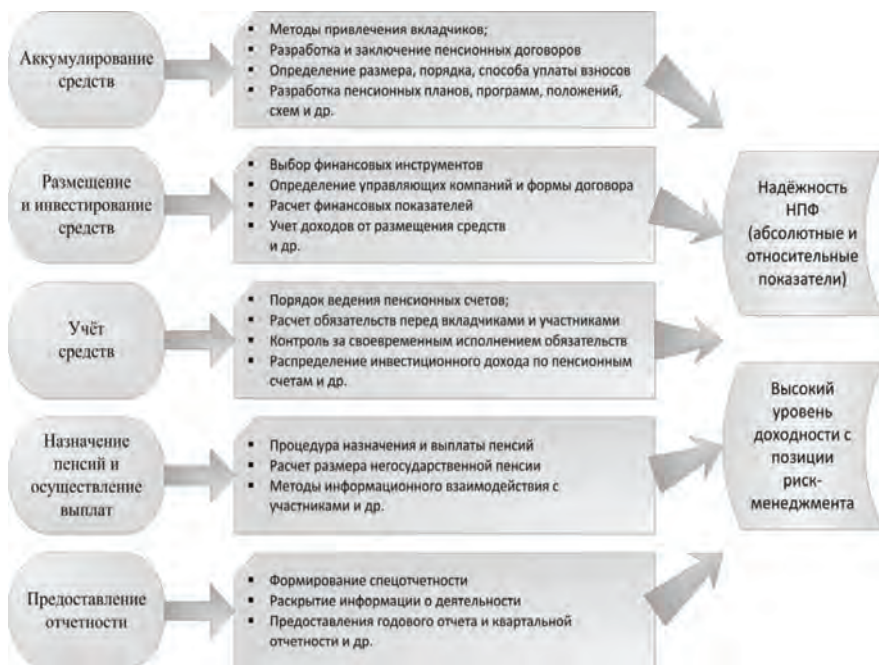 Аккумулирование
средств
▪ Методы привлечения вкладчиков;
▪ Разработка и заключение пенсионных договоров
▪ Определение размера, порядка, способа уплаты взносов
▪ Разработка пенсионных планов, программ, положений,
схем и др.
Размещение
и инвестирование
средств
▪ Выбор финансовых инструментов
▪ Определение управляющих компаний и формы договора
▪ Расчет финансовых показателей
▪ Учет доходов от размещения средств
и др.
Учёт
средств
▪ Порядок ведения пенсионных счетов;
▪ Расчет обязательств перед вкладчиками и участниками
▪ Контроль за своевременным исполнением обязательств
▪ Распределение инвестиционного дохода по пенсионным
счетам и др.
Назначение
пенсий и
осуществление
выплат
▪ Процедура назначения и выплаты пенсий
▪ Расчет размера негосударственной пенсии
▪ Методы информационного взаимодействия с
участниками и др.
Предоставление
отчетности
▪ Формирование спецотчетности
▪ Раскрытие информации о деятельности
▪ Предоставления годового отчета и квартальной
отчетности и др.
Надёжность
НПФ
(абсолютные и
относительные
показатели)
Высокий
уровень
доходности с
позиции
риск-
менеджмента